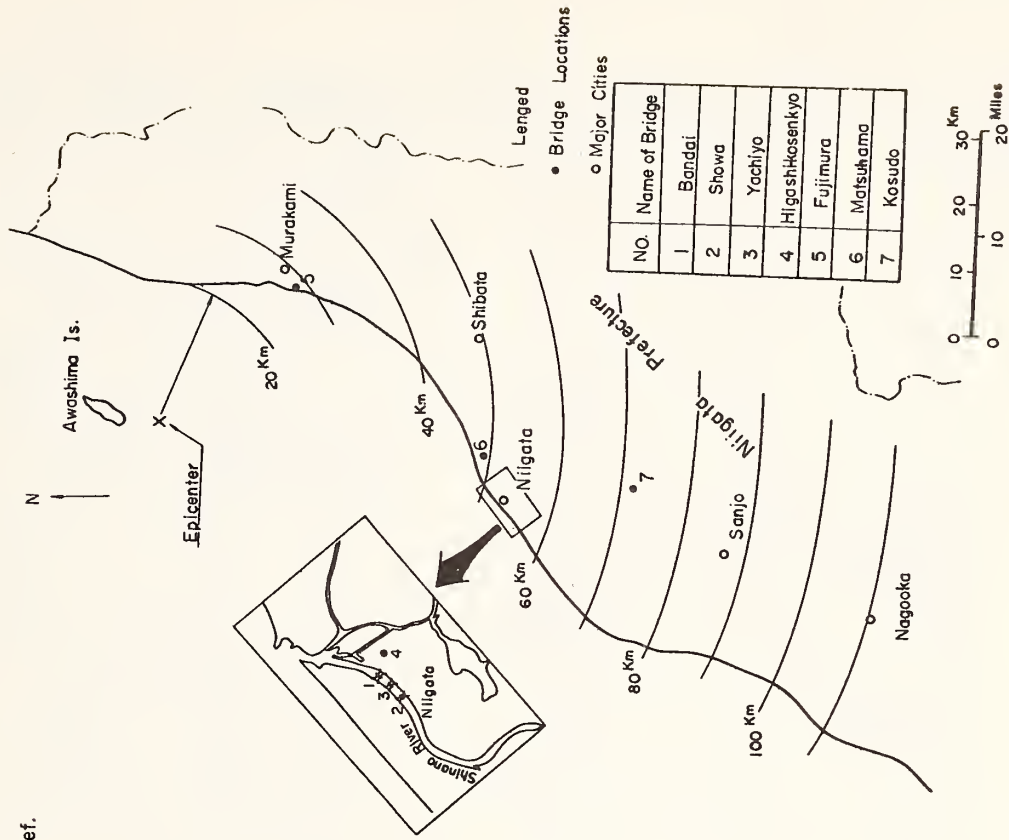 ef.
N
Awashima Is.
Epicenter
20 Km
Murakami
5
40 Km
Shibata
6
Niigata
60 Km
7
Prefecture
Niigata
Sanjo
80 Km
100 Km
Nagooka
1
3
2
4
Niigata
Shinano River
Lenged
Bridge Locations
Major Cities
NO. Name of Bridge
1 Bandai
2 Showa
3 Yachiyo
4 HigashiKosenkyo
5 Fujimura
6 Matsuhama
7 Kosudo
0 10 20 30 Km
0 10 20 Miles